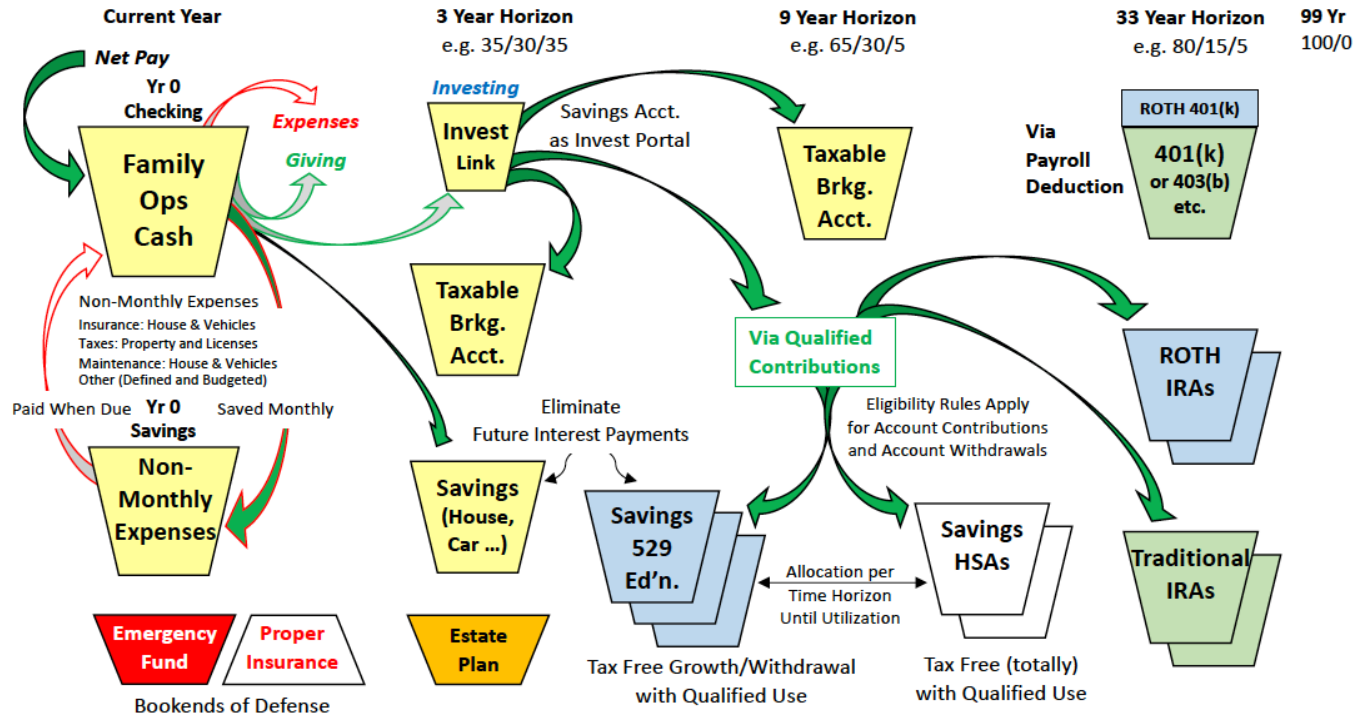 Current Year
3 Year Horizon
e.g. 35/30/35
9 Year Horizon
e.g. 65/30/5
33 Year Horizon
e.g. 80/15/5
99 Yr
100/0
Net Pay
Yr 0
Checking
Family
Ops
Cash
Expenses
Giving
Investing
Invest
Link
Savings Acct.
as Invest Portal
Taxable
Brkg.
Acct.
Via
Payroll
Deduction
ROTH 401(k)
401(k)
or 403(b)
etc.
Non-Monthly Expenses
Insurance: House & Vehicles
Taxes: Property and Licenses
Maintenance: House & Vehicles
Other (Defined and Budgeted)
Paid When Due
Yr 0
Savings
Saved Monthly
Non-
Monthly
Expenses
Taxable
Brkg.
Acct.
Via Qualified
Contributions
ROTH
IRAs
Eliminate
Future Interest Payments
Eligibility Rules Apply
for Account Contributions
and Account Withdrawals
Savings
(House,
Car ...)
Savings
529
Ed'n.
Allocation per
Time Horizon
Until Utilization
Savings
HSAs
Traditional
IRAs
Emergency
Fund
Proper
Insurance
Bookends of Defense
Estate
Plan
Tax Free Growth/Withdrawal
with Qualified Use
Tax Free (totally)
with Qualified Use